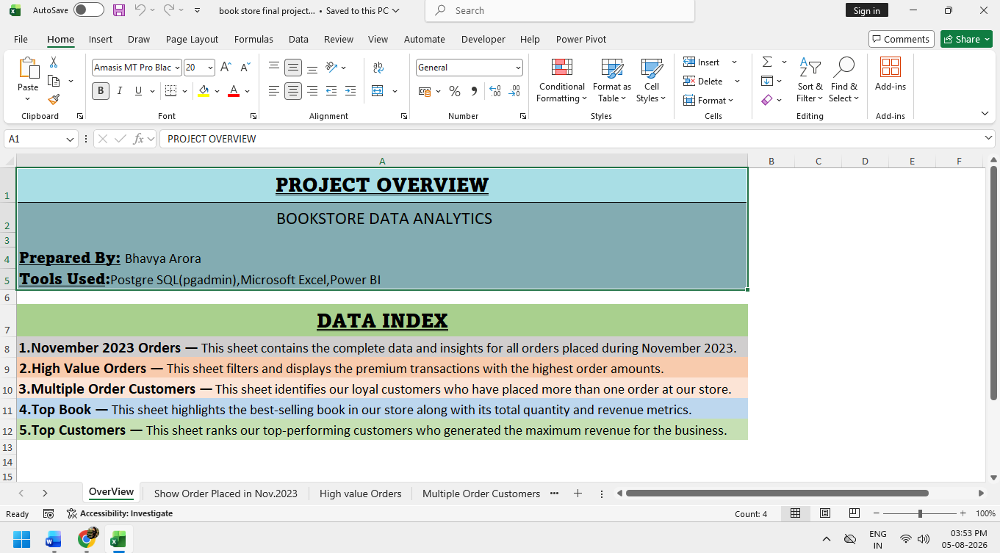 AutoSave
book store final project... • Saved to this PC
Search
Sign in
File Home Insert Draw Page Layout Formulas Data Review View Automate Developer Help Power Pivot
Comments Share
Paste
Amasis MT Pro Blac 20
B I U
General
Conditional Formatting
Format as Table
Cell Styles
Insert
Delete
Format
Sort & Filter
Find & Select
Add-ins
Clipboard Font Alignment Number Styles Cells Editing Add-ins
A1 fx PROJECT OVERVIEW
A B C D E F
1 PROJECT OVERVIEW
2 BOOKSTORE DATA ANALYTICS
3
4 Prepared By: Bhavya Arora
5 Tools Used:Postgre SQL(pgadmin),Microsoft Excel,Power BI
6
7 DATA INDEX
8 1.November 2023 Orders — This sheet contains the complete data and insights for all orders placed during November 2023.
9 2.High Value Orders — This sheet filters and displays the premium transactions with the highest order amounts.
10 3.Multiple Order Customers — This sheet identifies our loyal customers who have placed more than one order at our store.
11 4.Top Book — This sheet highlights the best-selling book in our store along with its total quantity and revenue metrics.
12 5.Top Customers — This sheet ranks our top-performing customers who generated the maximum revenue for the business.
13
14
15
OverView Show Order Placed in Nov.2023 High value Orders Multiple Order Customers ···
Ready Accessibility: Investigate Count: 4 100%
ENG IN
03:53 PM
05-08-2026